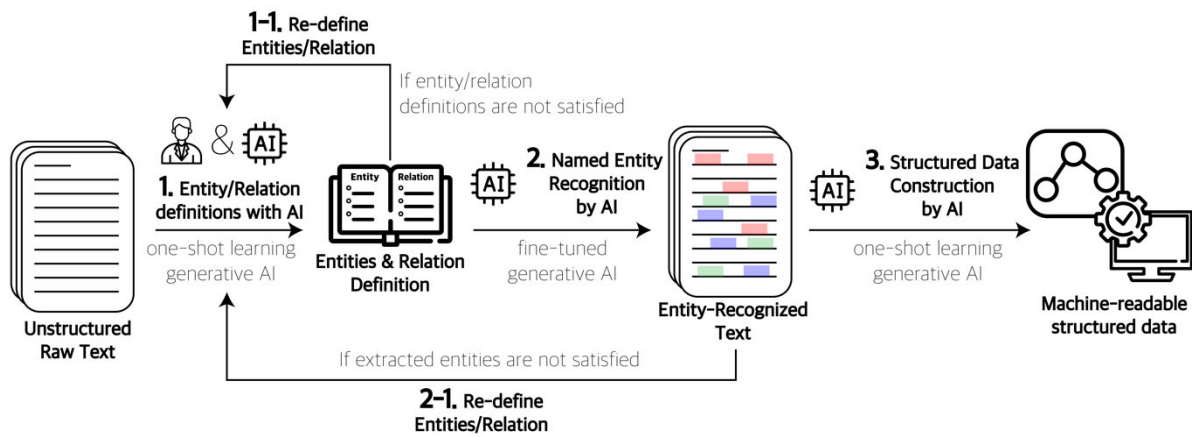 1-1. Re-define
Entities/Relation
If entity/relation
definitions are not satisfied
&
AI
1. Entity/Relation
definitions with AI
one-shot learning
generative AI
Unstructured
Raw Text
Entity
Relation
Entities & Relation
Definition
AI
2. Named Entity
Recognition
by AI
fine-tuned
generative AI
Entity-Recognized
Text
AI
3. Structured Data
Construction
by AI
one-shot learning
generative AI
Machine-readable
structured data
If extracted entities are not satisfied
2-1. Re-define
Entities/Relation